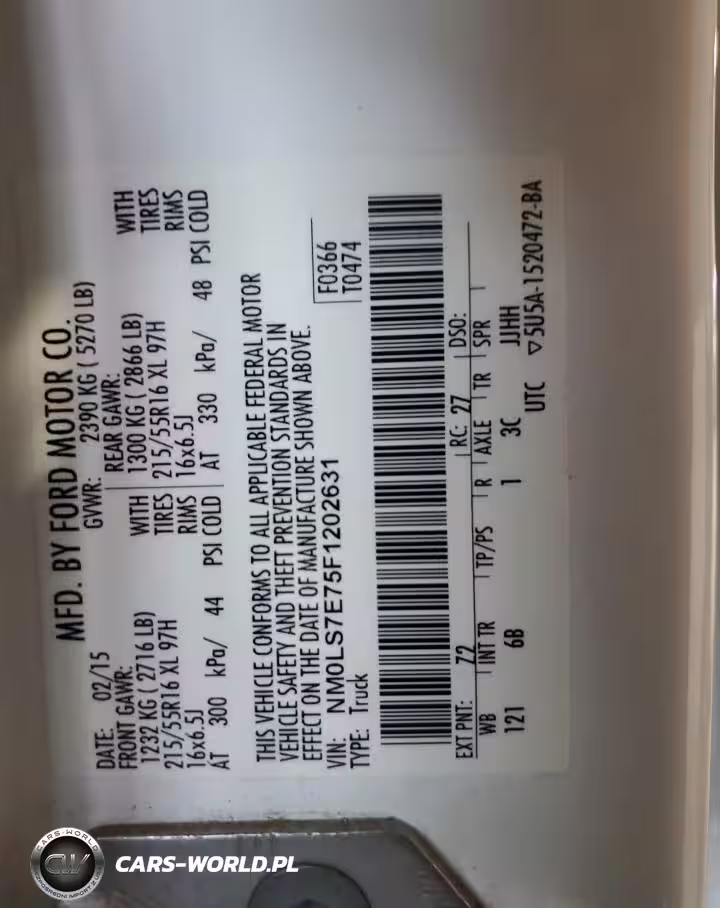 MFD. BY FORD MOTOR CO.
DATE: 02/15 GVWR: 2390 KG ( 5270 LB)
FRONT GAWR: REAR GAWR:
1232 KG ( 2716 LB) WITH 1300 KG ( 2866 LB) WITH
215/55R16 XL 97H TIRES 215/55R16 XL 97H TIRES
16x6.5J RIMS 16x6.5J RIMS
AT 300 kPa/ 44 PSI COLD AT 330 kPa/ 48 PSI COLD
THIS VEHICLE CONFORMS TO ALL APPLICABLE FEDERAL MOTOR
VEHICLE SAFETY AND THEFT PREVENTION STANDARDS IN
EFFECT ON THE DATE OF MANUFACTURE SHOWN ABOVE.
VIN: NM0LS7E75F1202631 F0366
TYPE: Truck T0474
EXT PNT: Z2 RC: 27 DSO:
WB INT TR TP/PS R AXLE TR SPR
121 6B 1 3C JJHH
UTC ▽5U5A-1520472-BA
CARS-WORLD
CW
CARS-WORLD.PL